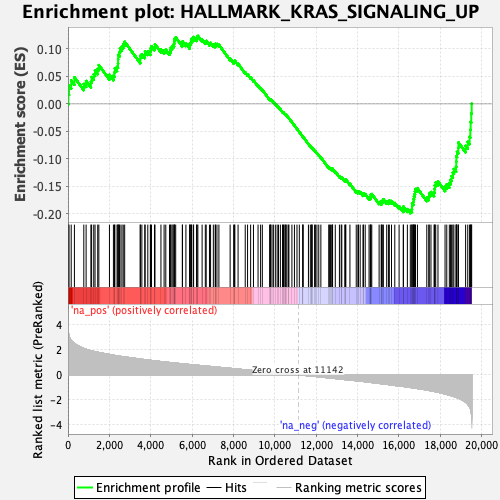 Enrichment plot: HALLMARK_KRAS_SIGNALING_UP
Enrichment score (ES)
0.10
0.05
0.00
-0.05
-0.10
-0.15
-0.20
'na_pos' (positively correlated)
Ranked list metric (PreRanked)
4
2
0
-2
-4
Zero cross at 11142
'na_neg' (negatively correlated)
0
2,000
4,000
6,000
8,000
10,000
12,000
14,000
16,000
18,000
20,000
Rank in Ordered Dataset
Enrichment profile
Hits
Ranking metric scores